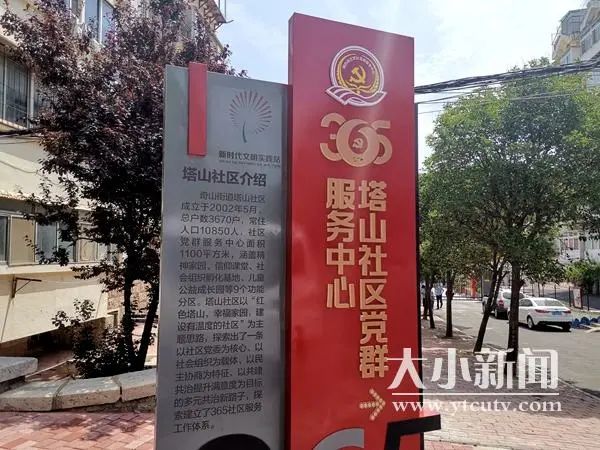 新时代文明实践站
塔山社区介绍
奇山街道塔山社区
成立于2002年5月，
总户数3670户，常住
人口10850人，社区
党群服务中心面积
1100平方米，涵盖精
神家园、信仰课堂、社
会组织孵化基地、儿童
公益成长园等9个功能
分区。塔山社区以“红
色塔山，幸福家园，建
设有温度的社区”为主
题思路，探索出了一条
以社区党委为核心、以
社会组织为载体、以民
主协商为特征、以共建
共治提升满意度为目标
的多元共治新路子，探
索建立了365社区服务
工作体系。
365
塔山社区党群
服务中心
365
大小新闻
www.ytcutv.com